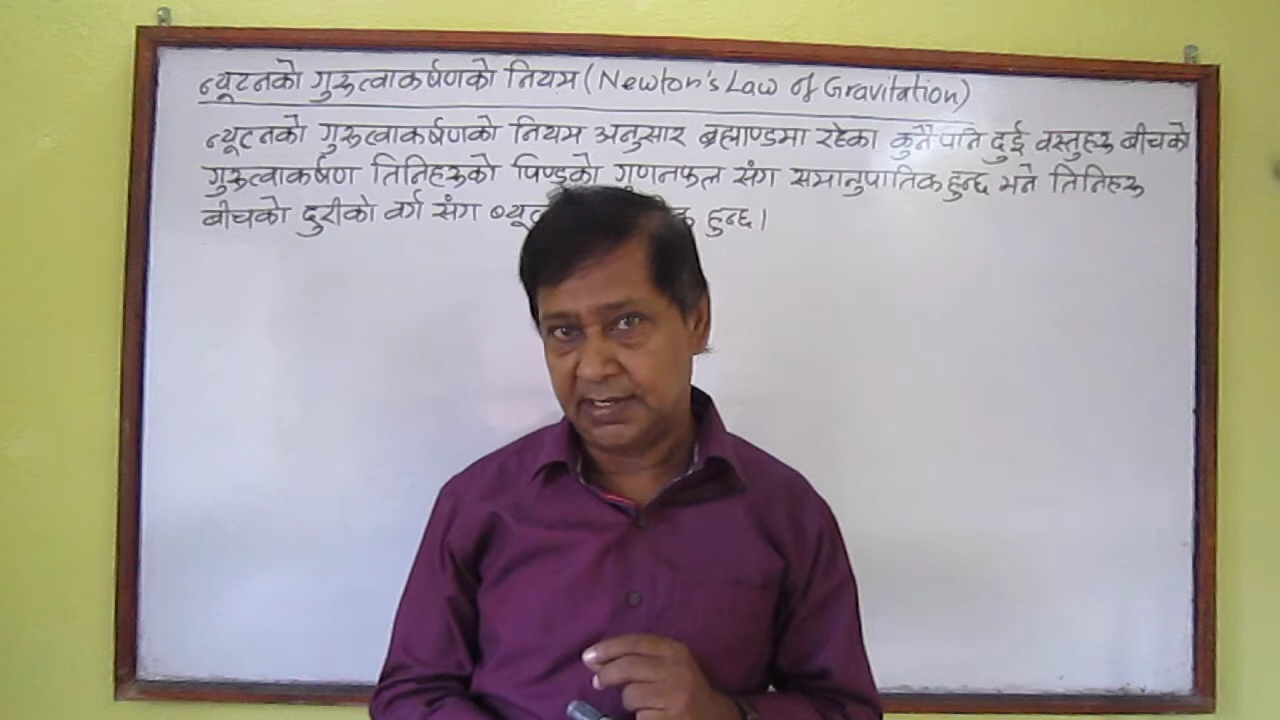 न्यूटनको गुरुत्वाकर्षणको नियम (Newton's Law of Gravitation)
न्यूटनको गुरुत्वाकर्षणको नियम अनुसार ब्रह्माण्डमा रहेका कुनैपनि दुई वस्तुहरु बीचको
गुरुत्वाकर्षण तिनिहरुको पिण्डको गुणनफल संग समानुपातिक हुन्छ भने तिनिहरु
बीचको दुरीको वर्ग संग हुन्छ।